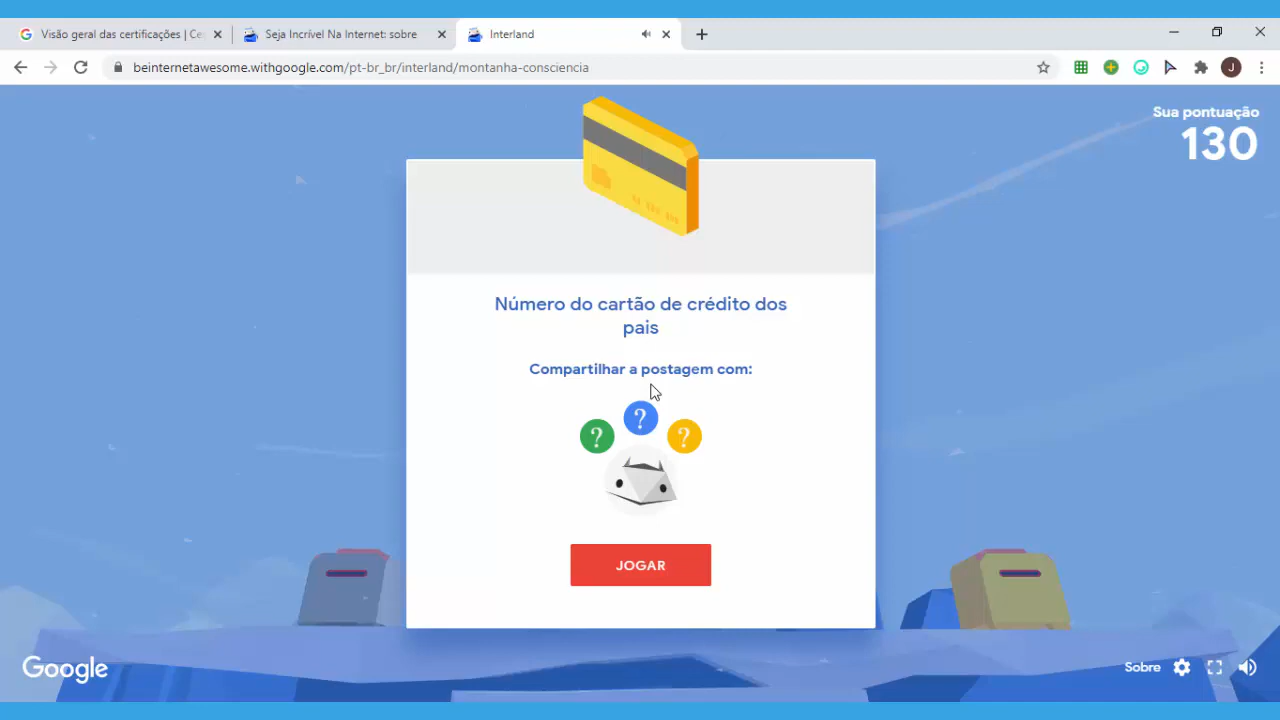 Visão geral das certificações | Ce
Seja Incrível Na Internet: sobre
Interland
beinternetawesome.withgoogle.com/pt-br_br/interland/montanha-consciencia
J
Sua pontuação
130
Número do cartão de crédito dos
pais
Compartilhar a postagem com:
? ? ?
JOGAR
Google
Sobre